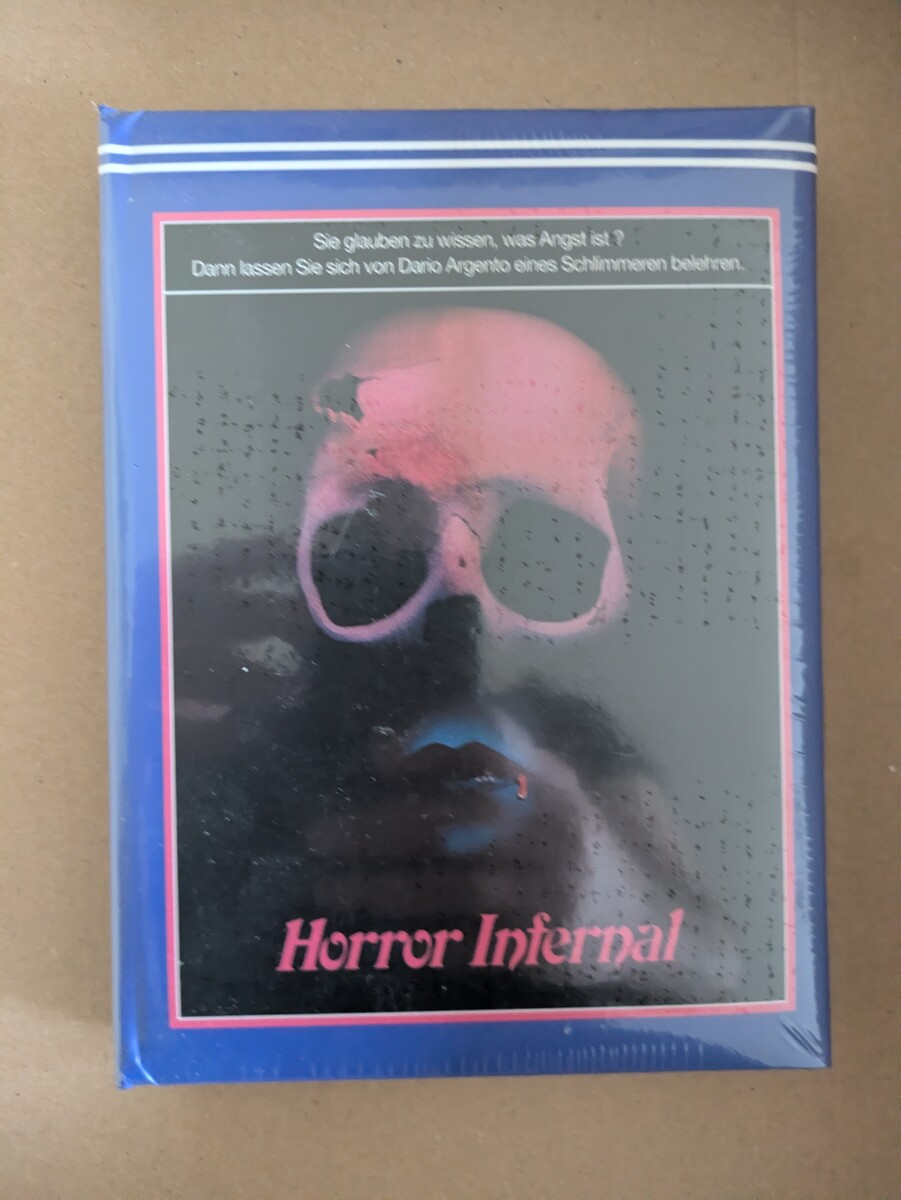 Sie glauben zu wissen, was Angst ist ?
Dann lassen Sie sich von Dario Argento eines Schlimmeren belehren.
Horror Infernal